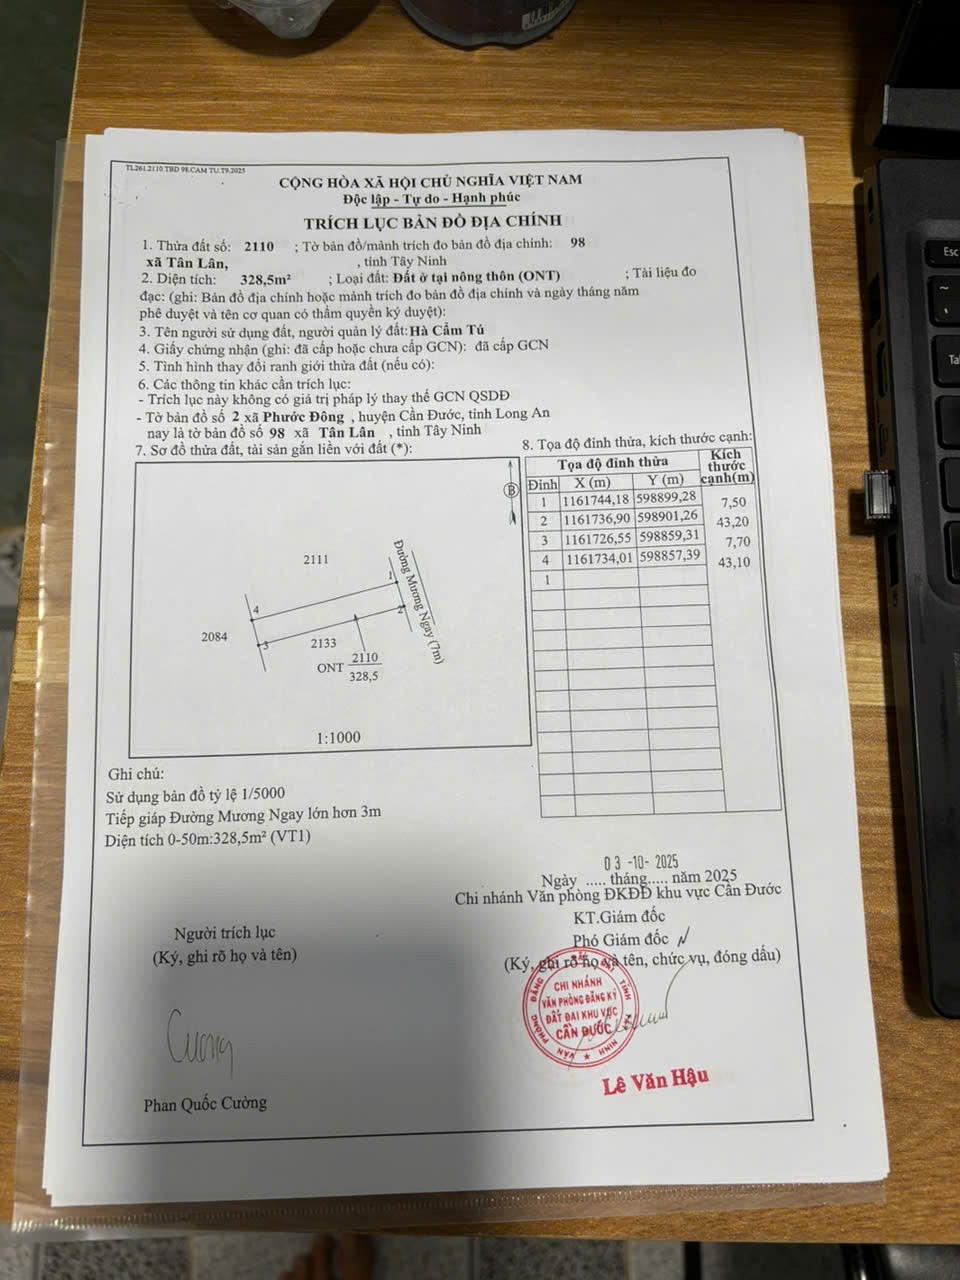 TL.261.2110.TBD 98.CAM TU.T9.2025
CỘNG HÒA XÃ HỘI CHỦ NGHĨA VIỆT NAM
Độc lập - Tự do - Hạnh phúc
TRÍCH LỤC BẢN ĐỒ ĐỊA CHÍNH
1. Thửa đất số: 2110 ; Tờ bản đồ/mảnh trích đo bản đồ địa chính: 98
xã Tân Lân, , tỉnh Tây Ninh
2. Diện tích: 328,5m² ; Loại đất: Đất ở tại nông thôn (ONT) ; Tài liệu đo
đạc: (ghi: Bản đồ địa chính hoặc mảnh trích đo bản đồ địa chính và ngày tháng năm
phê duyệt và tên cơ quan có thẩm quyền ký duyệt):
3. Tên người sử dụng đất, người quản lý đất: Hà Cẩm Tú
4. Giấy chứng nhận (ghi: đã cấp hoặc chưa cấp GCN): đã cấp GCN
5. Tình hình thay đổi ranh giới thửa đất (nếu có):
6. Các thông tin khác cần trích lục:
- Trích lục này không có giá trị pháp lý thay thế GCN QSDĐ
- Tờ bản đồ số 2 xã Phước Đông , huyện Cần Đước, tỉnh Long An
nay là tờ bản đồ số 98 xã Tân Lân , tỉnh Tây Ninh
7. Sơ đồ thửa đất, tài sản gắn liền với đất (*):
B
2111
Đường Mương Ngay (7m)
1
4
2
2084
3
2133
ONT 2110
328,5
1:1000
8. Tọa độ đỉnh thửa, kích thước cạnh:
Tọa độ đỉnh thửa Kích thước cạnh(m)
Đỉnh X (m) Y (m)
1 1161744,18 598899,28
7,50
2 1161736,90 598901,26
43,20
3 1161726,55 598859,31
7,70
4 1161734,01 598857,39
43,10
1
Ghi chú:
Sử dụng bản đồ tỷ lệ 1/5000
Tiếp giáp Đường Mương Ngay lớn hơn 3m
Diện tích 0-50m:328,5m² (VT1)
03 -10- 2025
Ngày ..... tháng..... năm 2025
Chi nhánh Văn phòng ĐKĐĐ khu vực Cần Đước
KT.Giám đốc
Phó Giám đốc
(Ký, ghi rõ họ và tên, chức vụ, đóng dấu)
Người trích lục
(Ký, ghi rõ họ và tên)
CHI NHÁNH
VĂN PHÒNG ĐĂNG KÝ
ĐẤT ĐAI KHU VỰC
CẦN ĐƯỚC
Cương
Lê Văn Hậu
Phan Quốc Cường
Esc
Ta